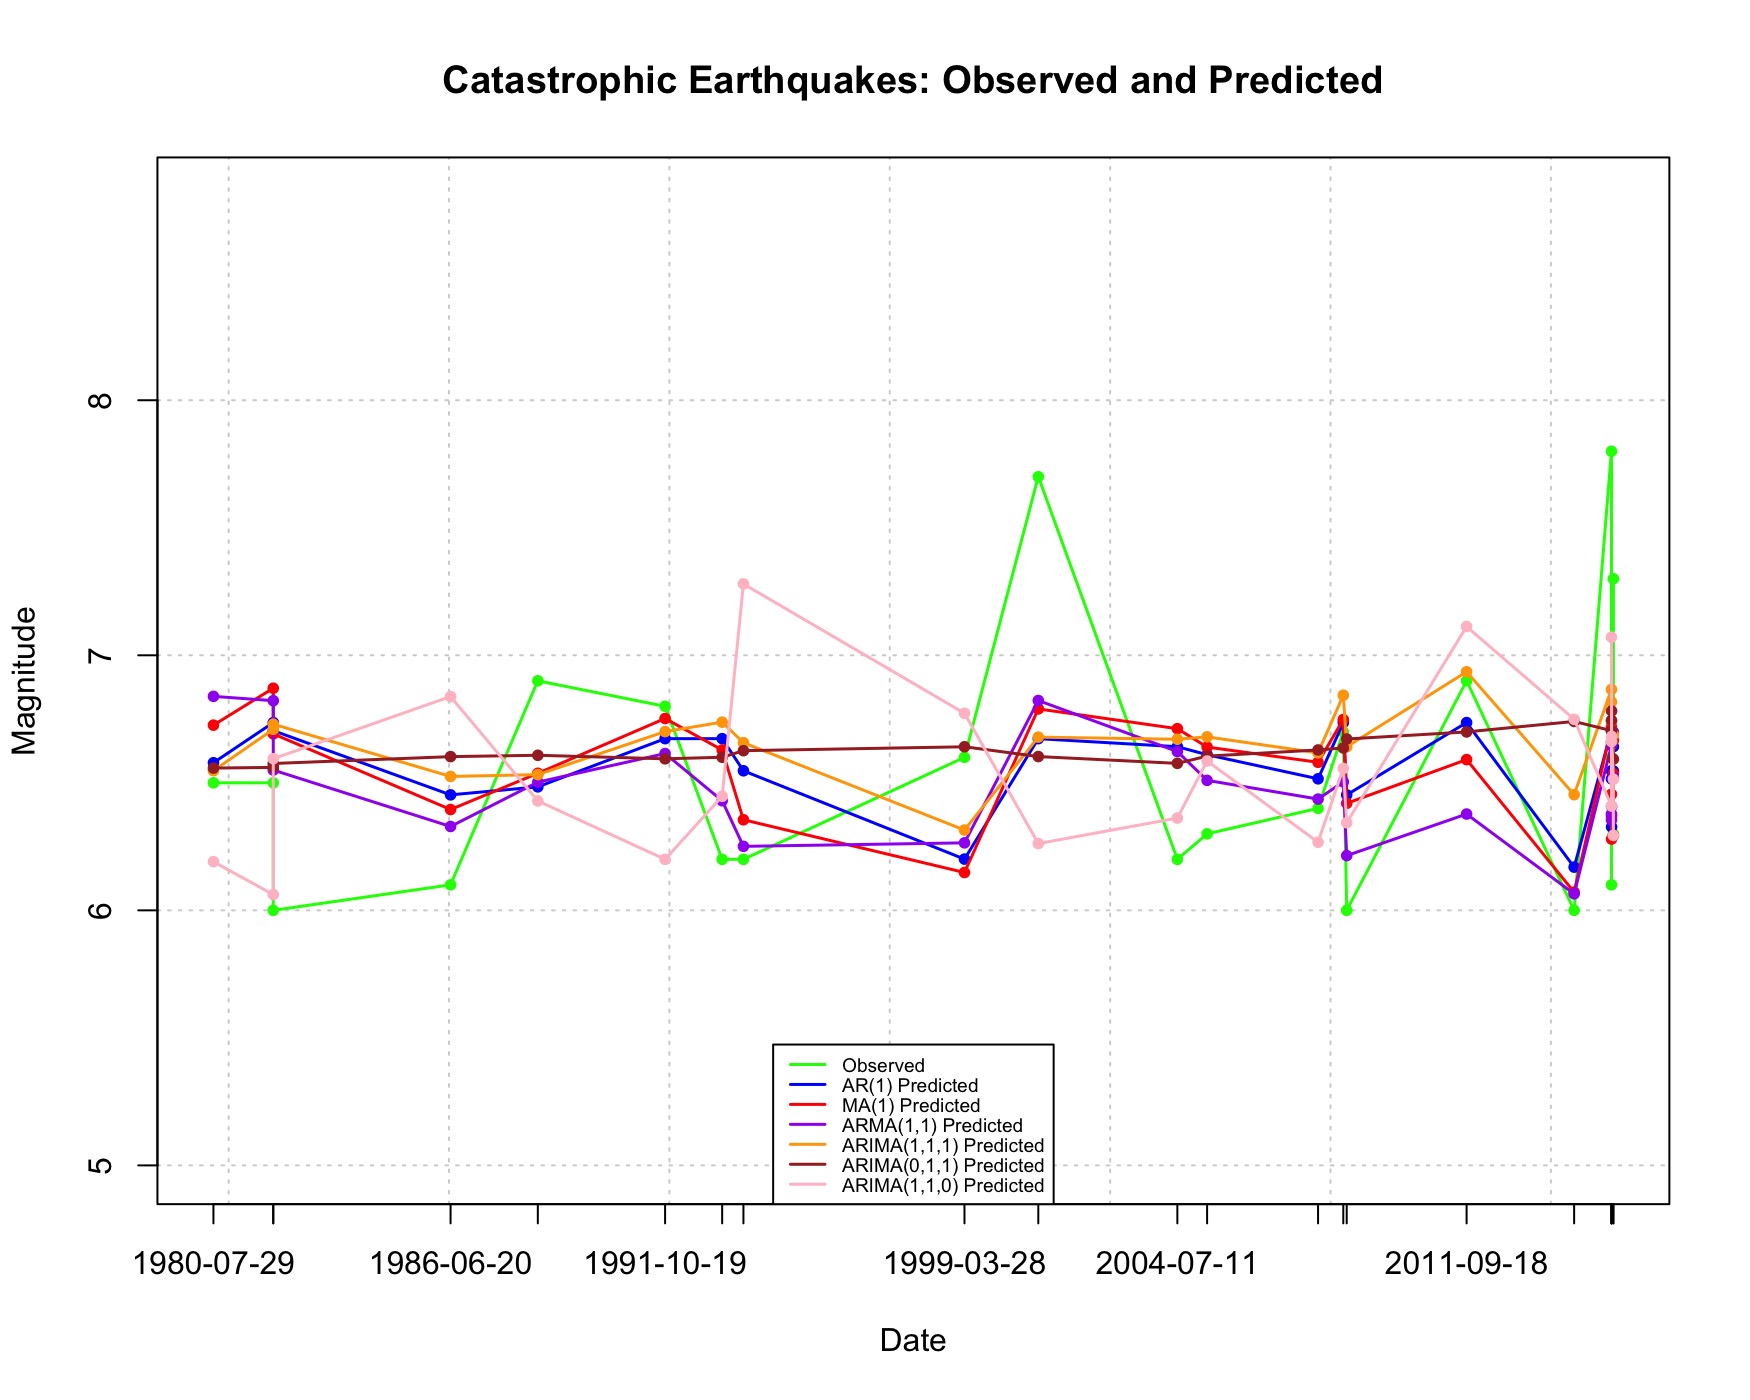 Catastrophic Earthquakes: Observed and Predicted
Magnitude
8
7
6
5
Observed
AR(1) Predicted
MA(1) Predicted
ARMA(1,1) Predicted
ARIMA(1,1,1) Predicted
ARIMA(0,1,1) Predicted
ARIMA(1,1,0) Predicted
1980-07-29 1986-06-20 1991-10-19 1999-03-28 2004-07-11 2011-09-18
Date